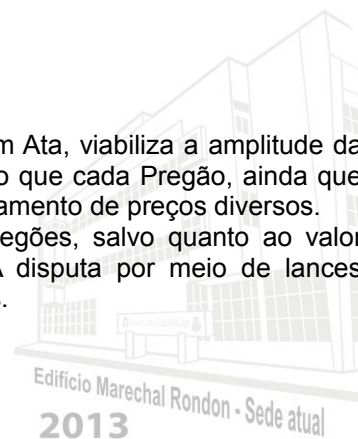 m Ata, viabiliza a amplitude da
o que cada Pregão, ainda que
amento de preços diversos.
egões, salvo quanto ao valor
A disputa por meio de lances
s.
Edifício Marechal Rondon - Sede atual
2013